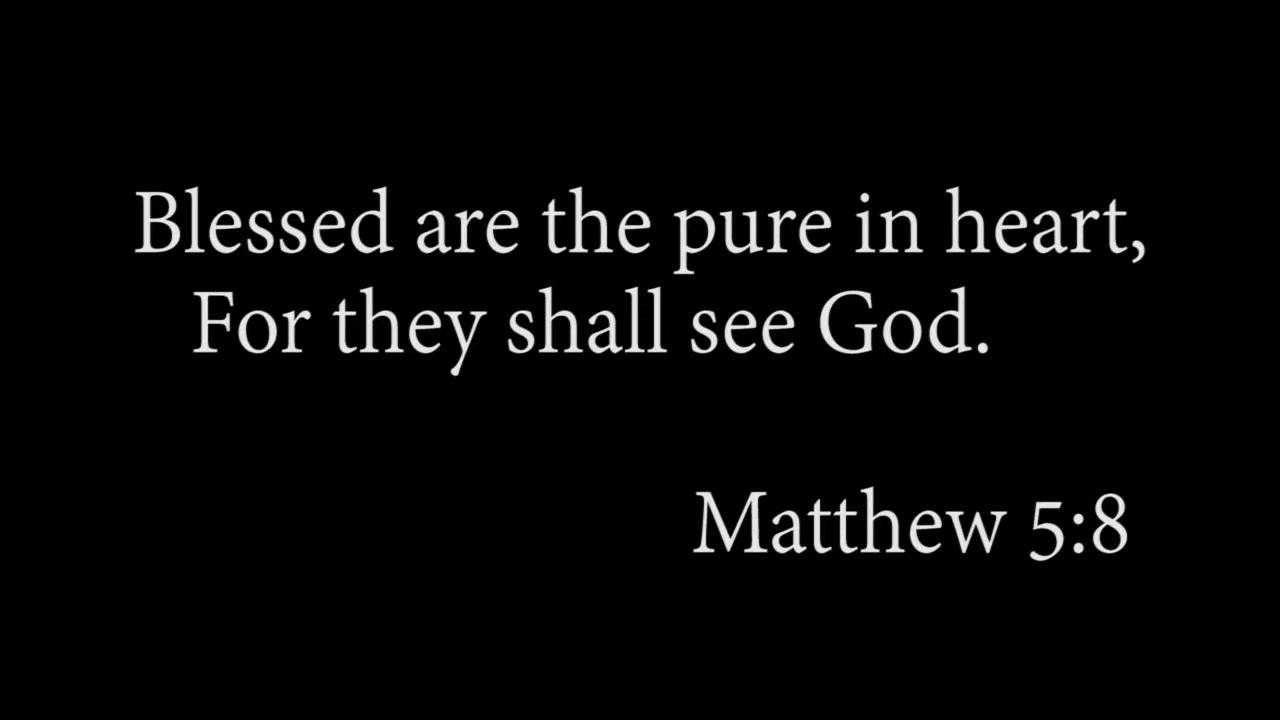 Blessed are the pure in heart,
For they shall see God.
Matthew 5:8